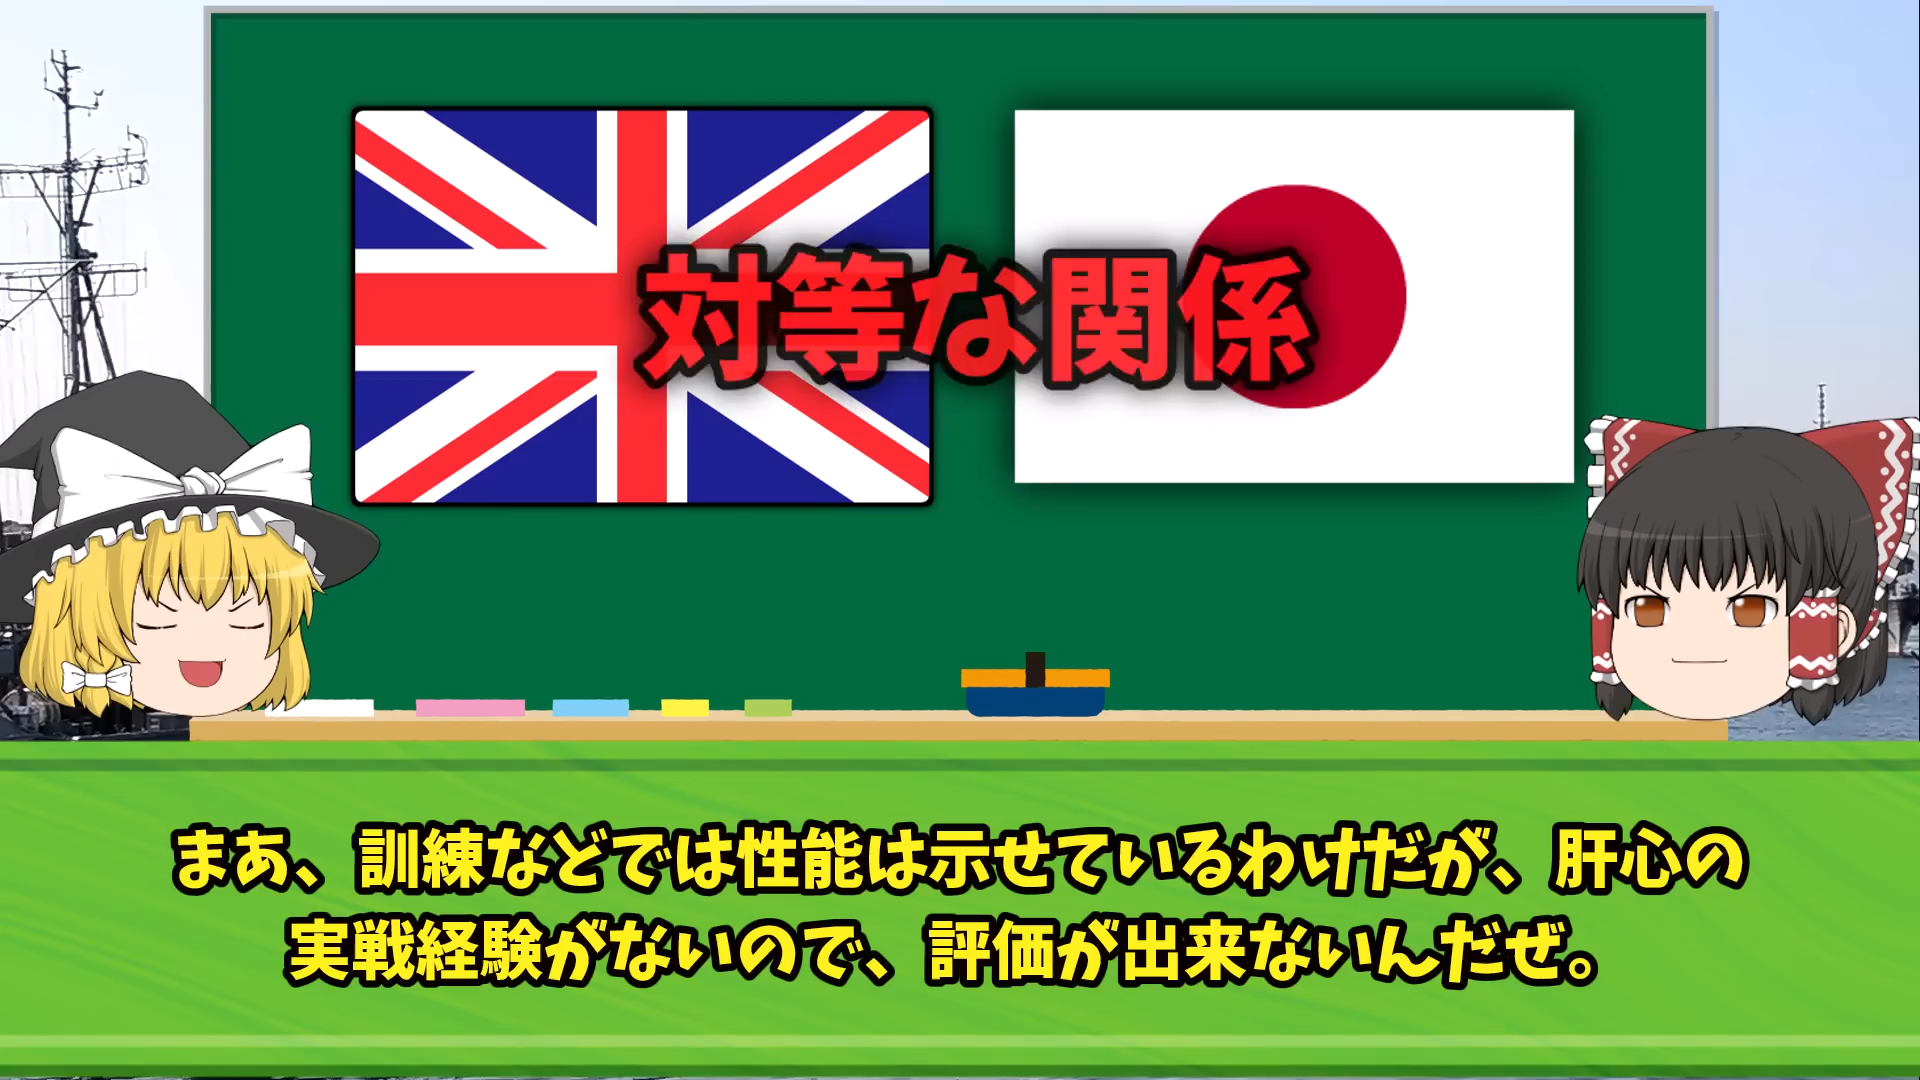 対等な関係
まあ、訓練などでは性能は示せているわけだが、肝心の
実戦経験がないので、評価が出来ないんだぜ。